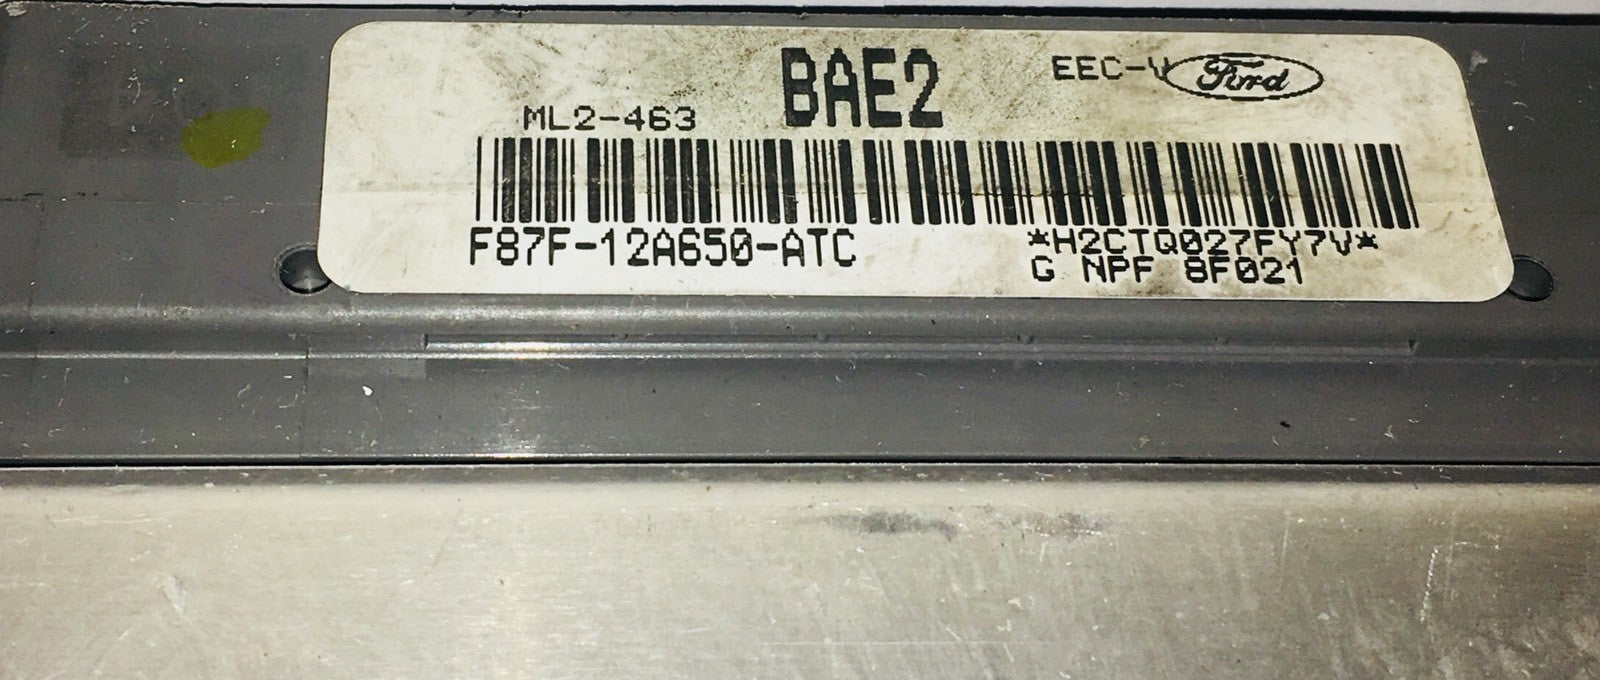 BAE2
EEC-V Ford
ML2-463
F87F-12A650-ATC
*H2CTQ027FY7V*
G NPF 8F021